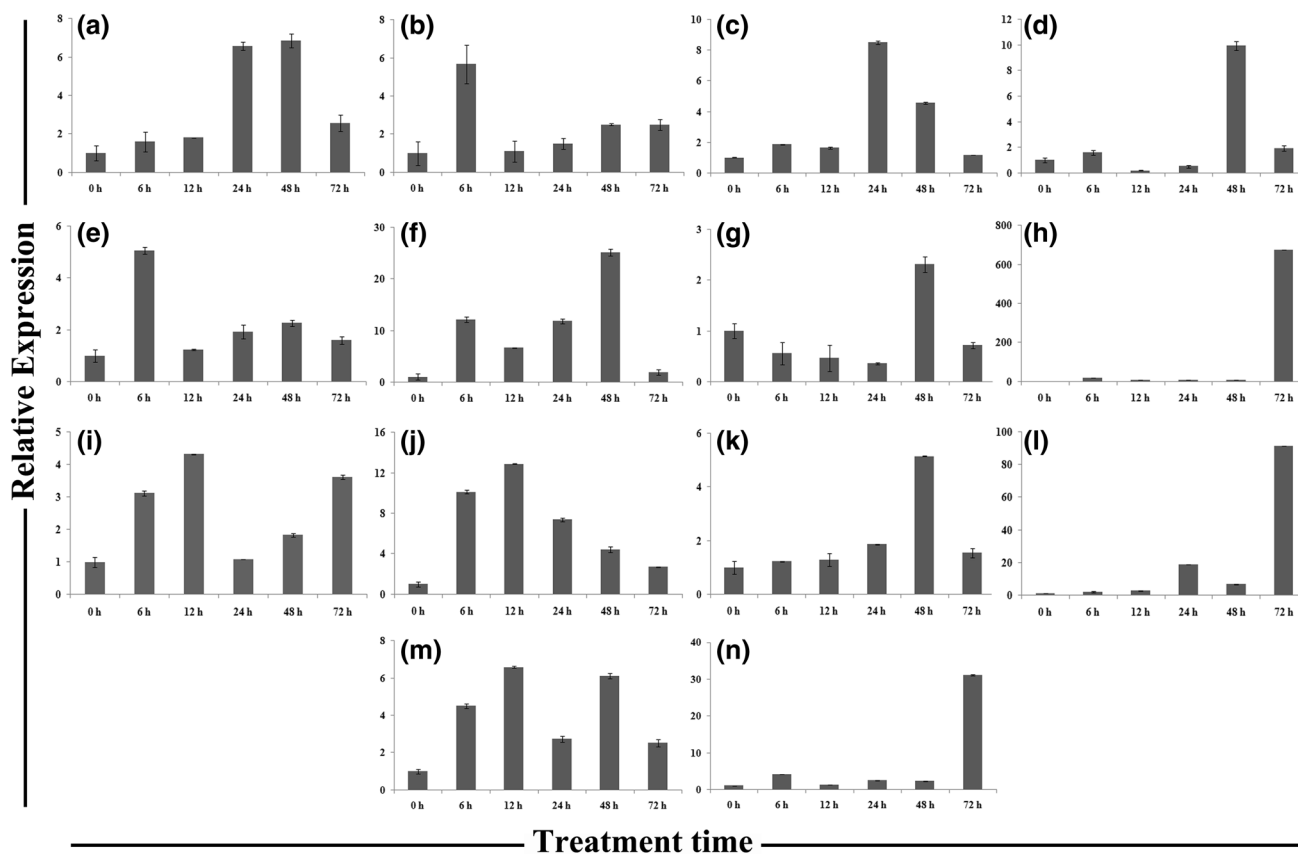 Relative Expression
(a)
8
6
4
2
0
0 h 6 h 12 h 24 h 48 h 72 h
(b)
8
6
4
2
0
0 h 6 h 12 h 24 h 48 h 72 h
(c)
10
8
6
4
2
0
0 h 6 h 12 h 24 h 48 h 72 h
(d)
12
10
8
6
4
2
0
0 h 6 h 12 h 24 h 48 h 72 h
(e)
6
4
2
0
0 h 6 h 12 h 24 h 48 h 72 h
(f)
30
20
10
0
0 h 6 h 12 h 24 h 48 h 72 h
(g)
3
2
1
0
0 h 6 h 12 h 24 h 48 h 72 h
(h)
800
600
400
200
0
0 h 6 h 12 h 24 h 48 h 72 h
(i)
5
4
3
2
1
0
0 h 6 h 12 h 24 h 48 h 72 h
(j)
16
12
8
4
0
0 h 6 h 12 h 24 h 48 h 72 h
(k)
6
4
2
0
0 h 6 h 12 h 24 h 48 h 72 h
(l)
100
80
60
40
20
0
0 h 6 h 12 h 24 h 48 h 72 h
(m)
8
6
4
2
0
0 h 6 h 12 h 24 h 48 h 72 h
(n)
40
30
20
10
0
0 h 6 h 12 h 24 h 48 h 72 h
Treatment time